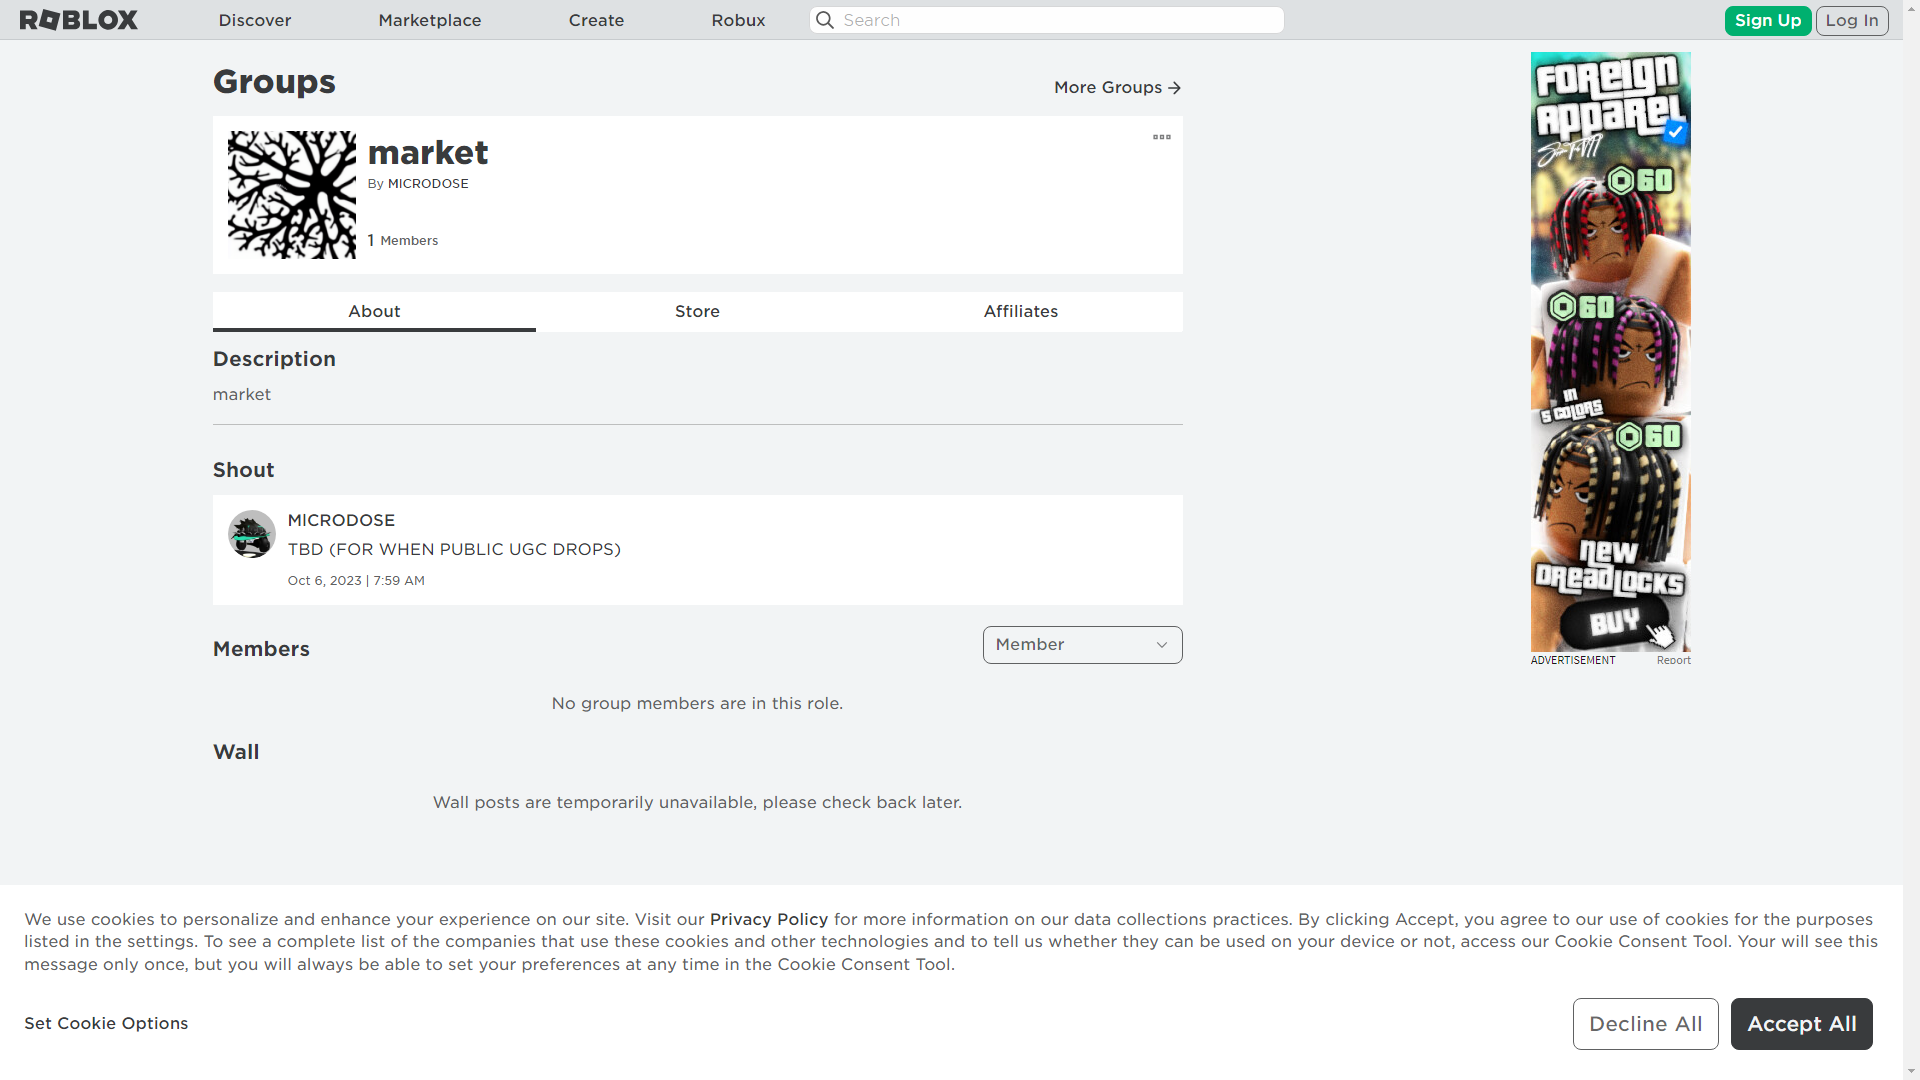 ROBLOX
Discover
Marketplace
Create
Robux
Search
Sign Up
Log In
Groups
More Groups
market
By MICRODOSE
1 Members
About
Store
Affiliates
Description
market
Shout
MICRODOSE
TBD (FOR WHEN PUBLIC UGC DROPS)
Oct 6, 2023 | 7:59 AM
Members
Member
No group members are in this role.
Wall
Wall posts are temporarily unavailable, please check back later.
FOREIGN
APPAREL
60
60
IN
5 COLORS
60
NEW
DREADLOCKS
BUY
ADVERTISEMENT
Report
We use cookies to personalize and enhance your experience on our site. Visit our Privacy Policy for more information on our data collections practices. By clicking Accept, you agree to our use of cookies for the purposes
listed in the settings. To see a complete list of the companies that use these cookies and other technologies and to tell us whether they can be used on your device or not, access our Cookie Consent Tool. Your will see this
message only once, but you will always be able to set your preferences at any time in the Cookie Consent Tool.
Set Cookie Options
Decline All
Accept All